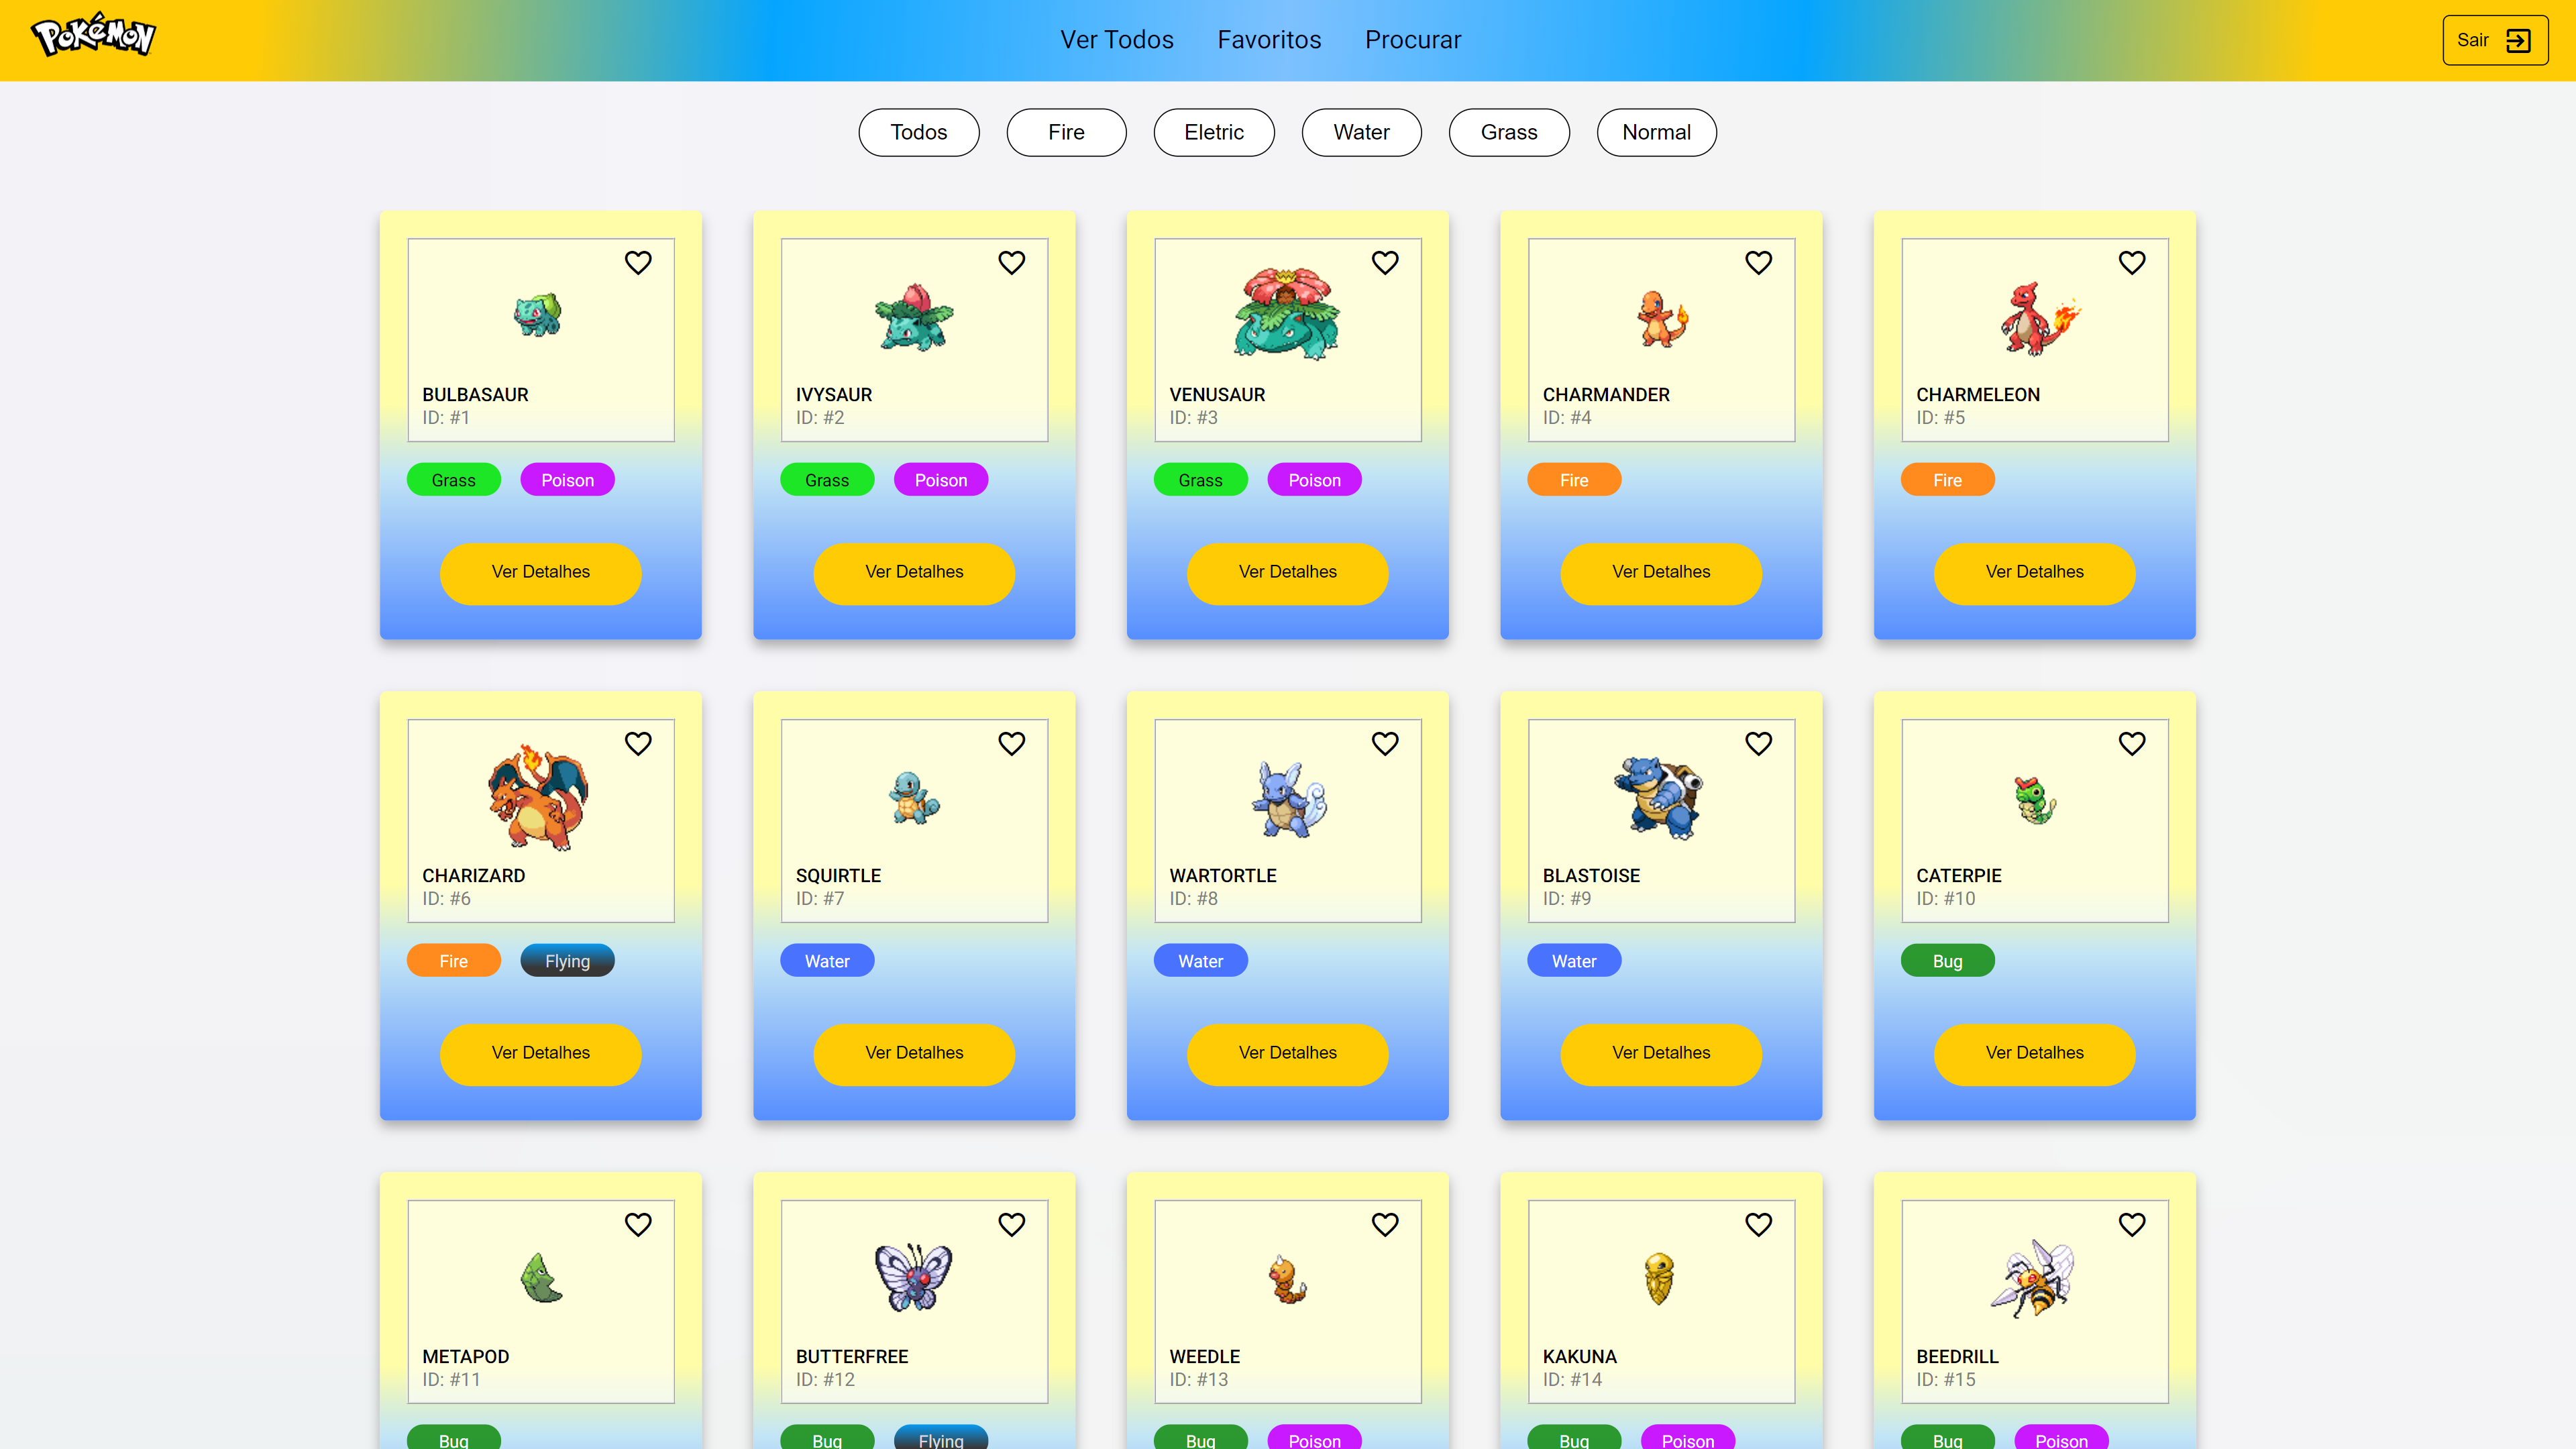 POKéMON
Ver Todos Favoritos Procurar
Sair
Todos Fire Eletric Water Grass Normal
BULBASAUR IVYSAUR VENUSAUR CHARMANDER CHARMELEON
ID: #1 ID: #2 ID: #3 ID: #4 ID: #5
Grass Poison Grass Poison Grass Poison Fire Fire
Ver Detalhes Ver Detalhes Ver Detalhes Ver Detalhes Ver Detalhes
CHARIZARD SQUIRTLE WARTORTLE BLASTOISE CATERPIE
ID: #6 ID: #7 ID: #8 ID: #9 ID: #10
Fire Flying Water Water Water Bug
Ver Detalhes Ver Detalhes Ver Detalhes Ver Detalhes Ver Detalhes
METAPOD BUTTERFREE WEEDLE KAKUNA BEEDRILL
ID: #11 ID: #12 ID: #13 ID: #14 ID: #15
Bug Bug Flying Bug Poison Bug Poison Bug Poison